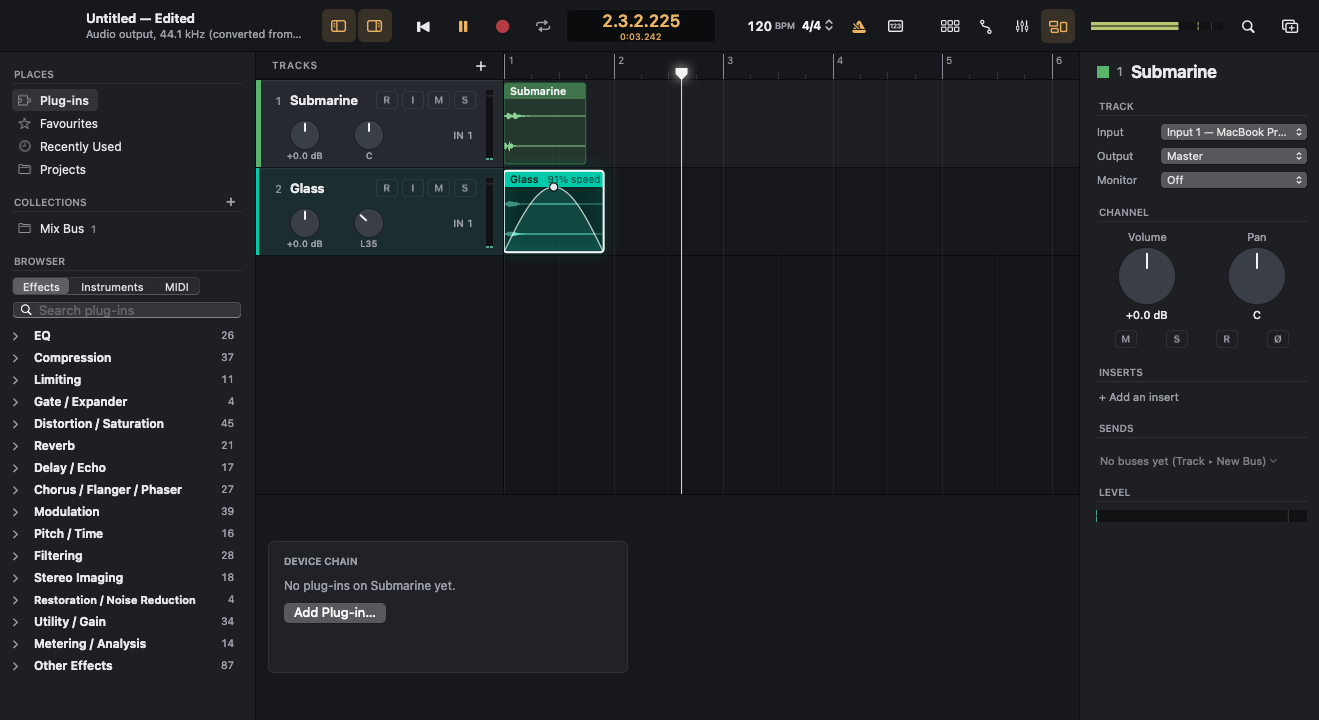 Untitled — Edited
Audio output, 44.1 kHz (converted from...
2.3.2.225
0:03.242
120 BPM 4/4
123
PLACES
Plug-ins
Favourites
Recently Used
Projects
COLLECTIONS +
Mix Bus 1
BROWSER
Effects Instruments MIDI
Search plug-ins
EQ 26
Compression 37
Limiting 11
Gate / Expander 4
Distortion / Saturation 45
Reverb 21
Delay / Echo 17
Chorus / Flanger / Phaser 27
Modulation 39
Pitch / Time 16
Filtering 28
Stereo Imaging 18
Restoration / Noise Reduction 4
Utility / Gain 34
Metering / Analysis 14
Other Effects 87
TRACKS +
1 2 3 4 5 6
1 Submarine R I M S
+0.0 dB C IN 1
Submarine
2 Glass R I M S
+0.0 dB L35 IN 1
Glass 91% speed
DEVICE CHAIN
No plug-ins on Submarine yet.
Add Plug-in...
1 Submarine
TRACK
Input Input 1 — MacBook Pr...
Output Master
Monitor Off
CHANNEL
Volume Pan
+0.0 dB C
M S R Ø
INSERTS
+ Add an insert
SENDS
No buses yet (Track ▸ New Bus)
LEVEL